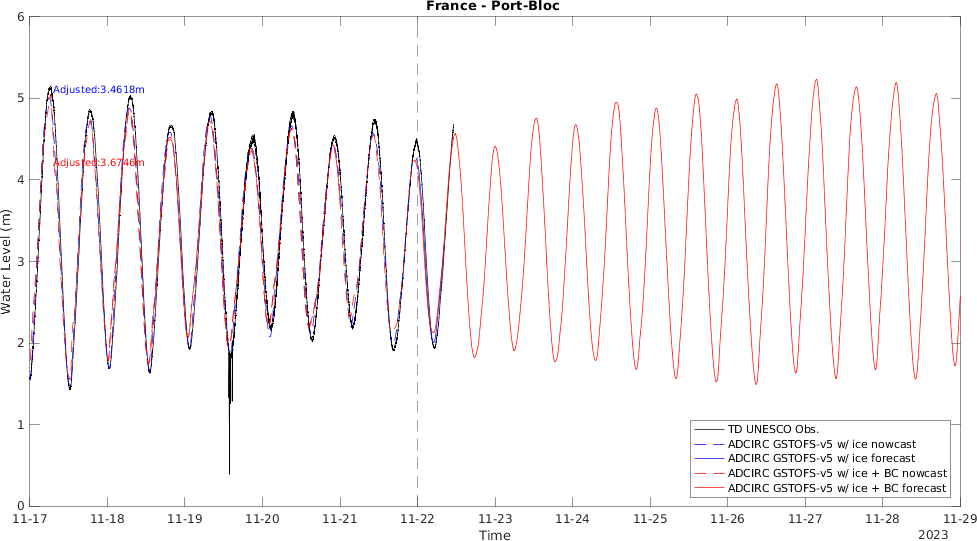 France - Port-Bloc
6
5
4
3
2
1
0
Water Level (m)
Adjusted:3.4618m
Adjusted:3.6746m
TD UNESCO Obs.
ADCIRC GSTOFS-v5 w/ ice nowcast
ADCIRC GSTOFS-v5 w/ ice forecast
ADCIRC GSTOFS-v5 w/ ice + BC nowcast
ADCIRC GSTOFS-v5 w/ ice + BC forecast
11-17 11-18 11-19 11-20 11-21 11-22 11-23 11-24 11-25 11-26 11-27 11-28 11-29
Time
2023